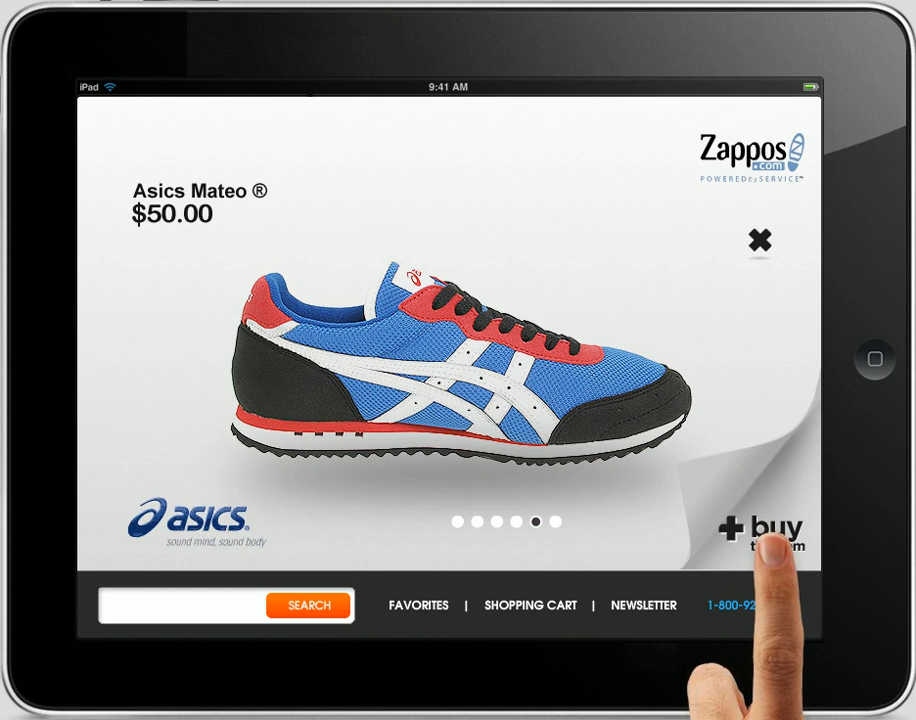 iPad
9:41 AM
Zappos
.com
POWERED by SERVICE™
Asics Mateo ®
$50.00
asics®
sound mind, sound body
buy
SEARCH
FAVORITES | SHOPPING CART | NEWSLETTER